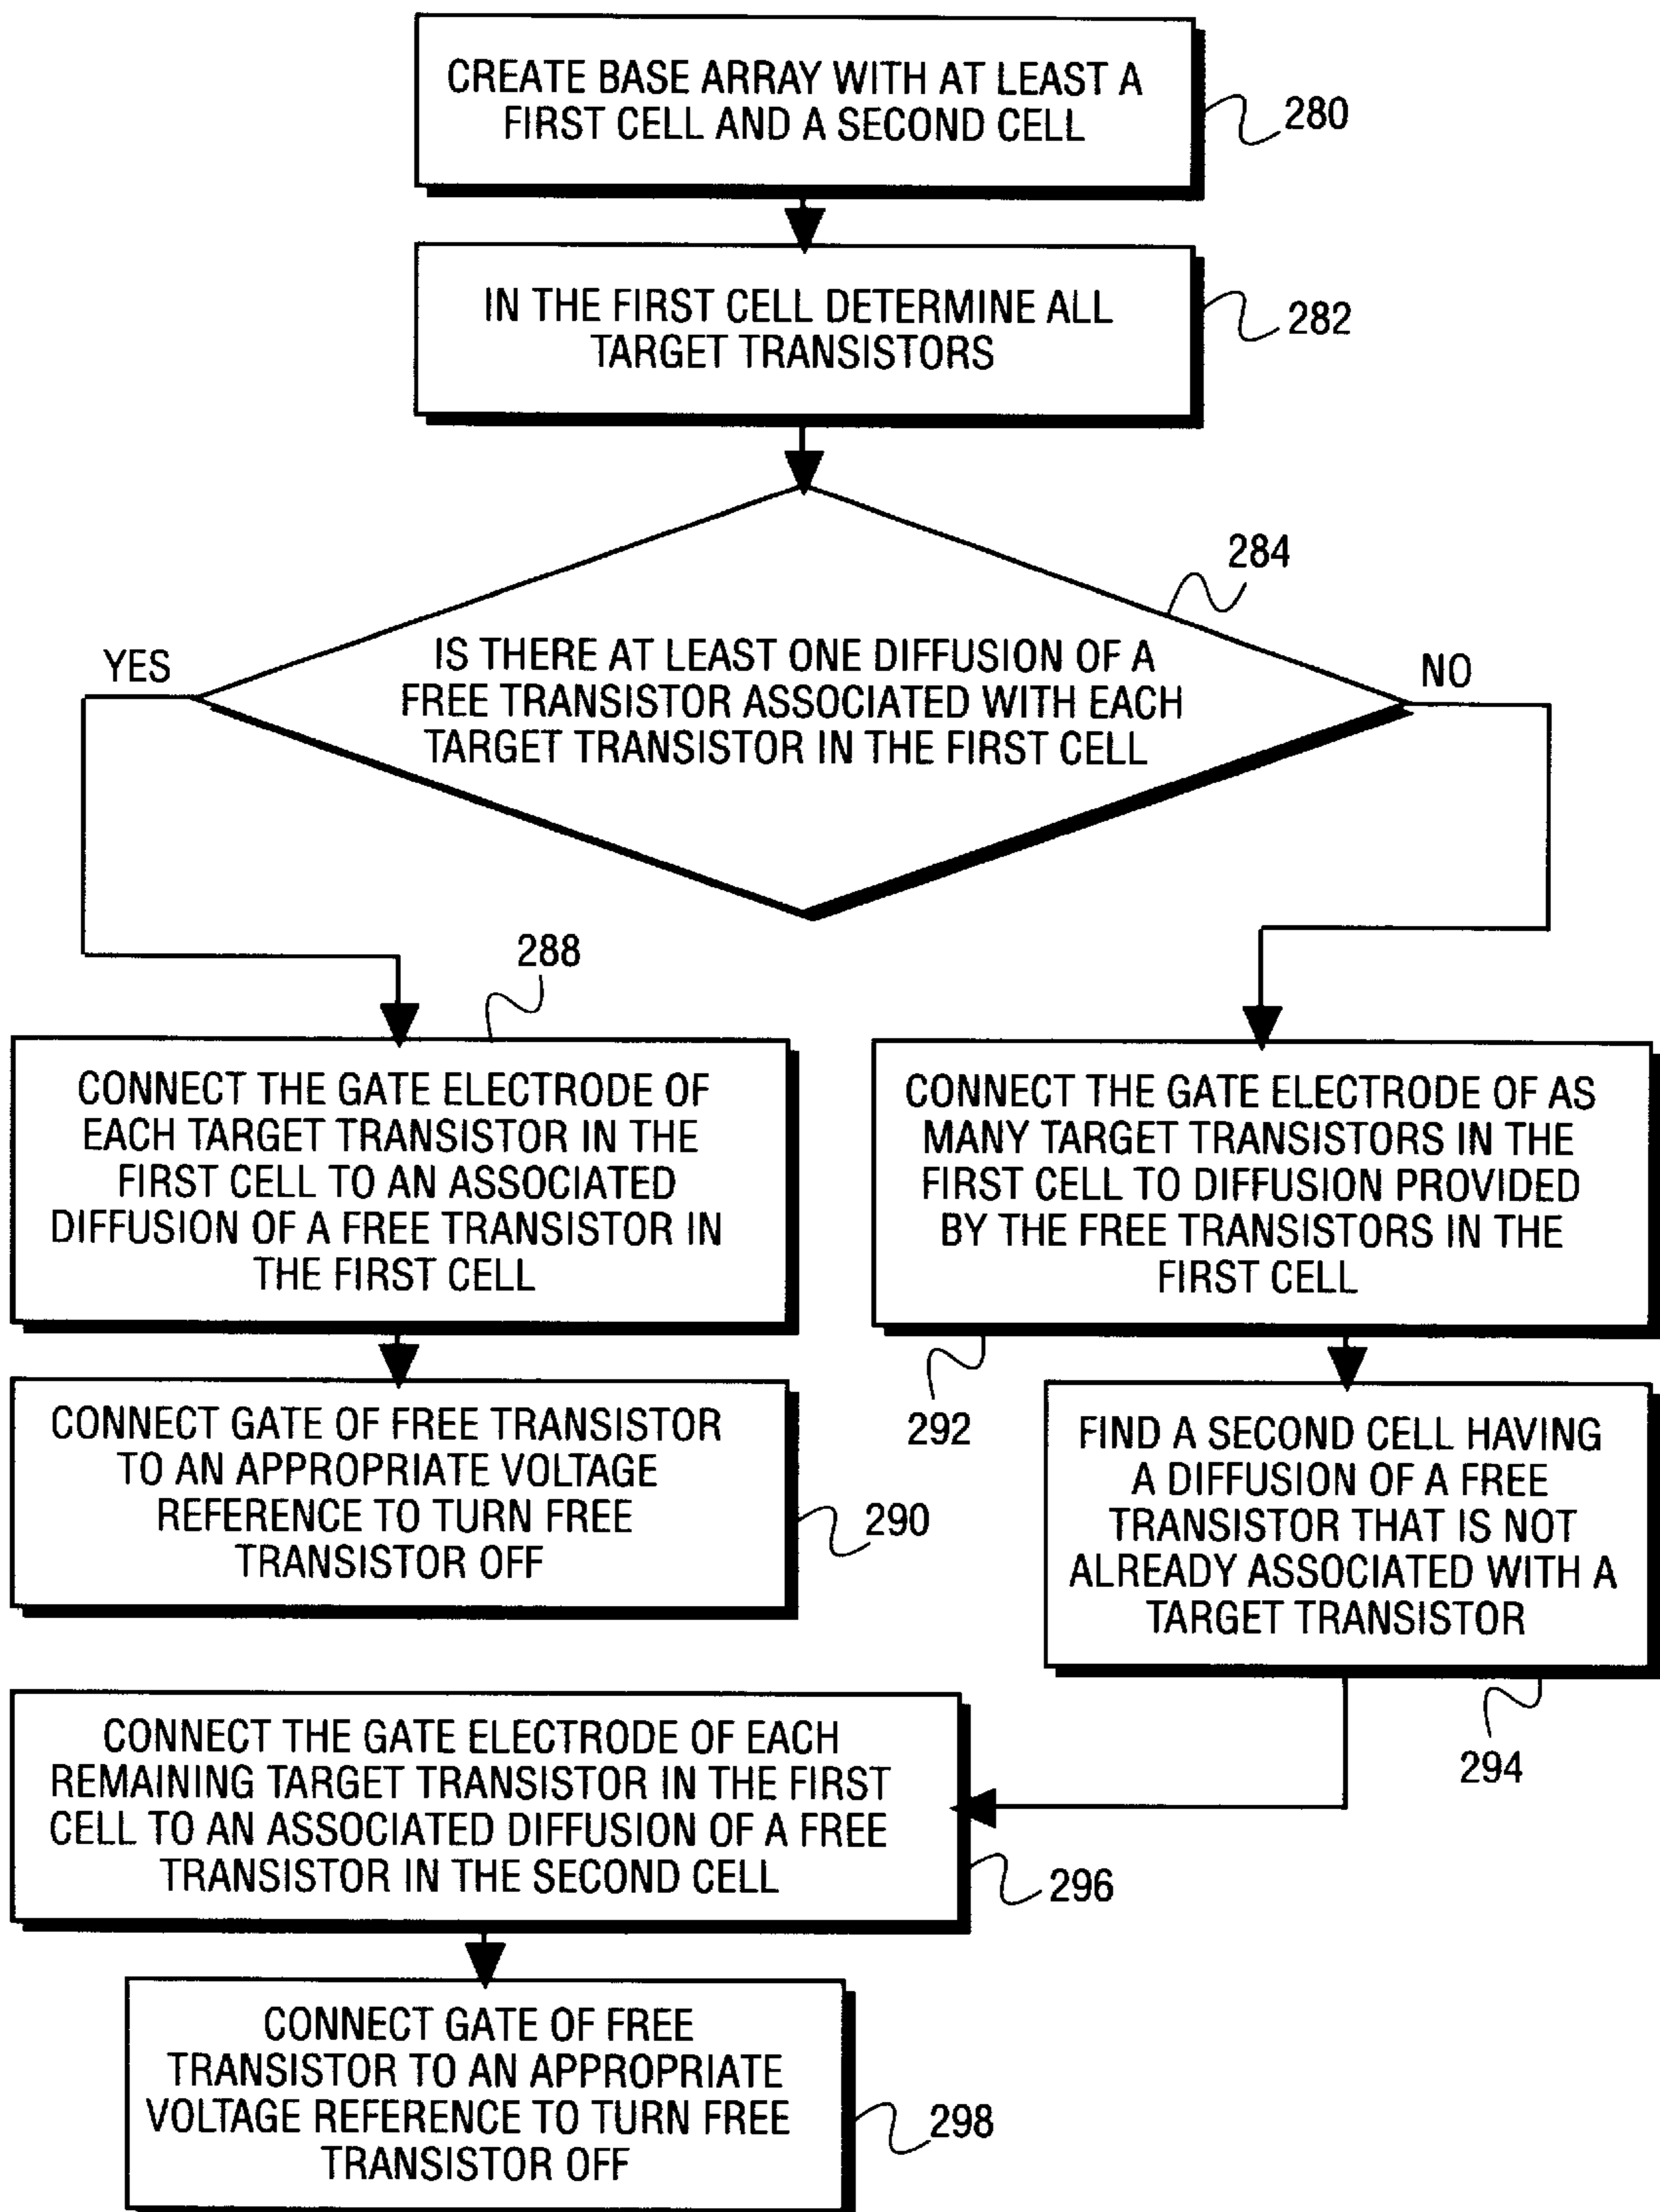 CREATE BASE ARRAY WITH AT LEAST A
FIRST CELL AND A SECOND CELL
280
IN THE FIRST CELL DETERMINE ALL
TARGET TRANSISTORS
282
284
IS THERE AT LEAST ONE DIFFUSION OF A
FREE TRANSISTOR ASSOCIATED WITH EACH
TARGET TRANSISTOR IN THE FIRST CELL
YES
NO
288
CONNECT THE GATE ELECTRODE OF
EACH TARGET TRANSISTOR IN THE
FIRST CELL TO AN ASSOCIATED
DIFFUSION OF A FREE TRANSISTOR IN
THE FIRST CELL
CONNECT THE GATE ELECTRODE OF AS
MANY TARGET TRANSISTORS IN THE
FIRST CELL TO DIFFUSION PROVIDED
BY THE FREE TRANSISTORS IN THE
FIRST CELL
292
CONNECT GATE OF FREE TRANSISTOR
TO AN APPROPRIATE VOLTAGE
REFERENCE TO TURN FREE
TRANSISTOR OFF
290
FIND A SECOND CELL HAVING
A DIFFUSION OF A FREE
TRANSISTOR THAT IS NOT
ALREADY ASSOCIATED WITH A
TARGET TRANSISTOR
294
CONNECT THE GATE ELECTRODE OF EACH
REMAINING TARGET TRANSISTOR IN THE FIRST
CELL TO AN ASSOCIATED DIFFUSION OF A FREE
TRANSISTOR IN THE SECOND CELL
296
CONNECT GATE OF FREE
TRANSISTOR TO AN APPROPRIATE
VOLTAGE REFERENCE TO TURN FREE
TRANSISTOR OFF
298